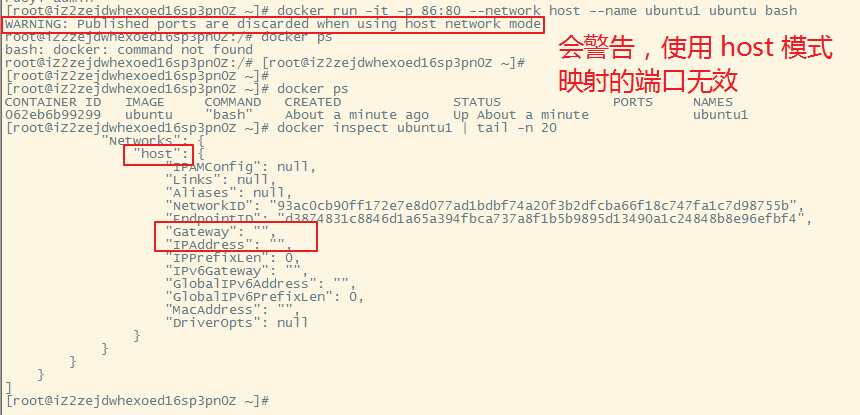 [root@iZ2zejdwhexoed16sp3pn0Z ~]# docker run -it -p 86:80 --network host --name ubuntu1 ubuntu bash
WARNING: Published ports are discarded when using host network mode
root@iZ2zejdwhexoed16sp3pn0Z:/# docker ps
bash: docker: command not found
root@iZ2zejdwhexoed16sp3pn0Z:/# [root@iZ2zejdwhexoed16sp3pn0Z ~]#
[root@iZ2zejdwhexoed16sp3pn0Z ~]#
[root@iZ2zejdwhexoed16sp3pn0Z ~]# docker ps
会警告，使用 host 模式
映射的端口无效
CONTAINER ID IMAGE COMMAND CREATED STATUS PORTS NAMES
062eb6b99299 ubuntu "bash" About a minute ago Up About a minute ubuntu1
[root@iZ2zejdwhexoed16sp3pn0Z ~]# docker inspect ubuntu1 | tail -n 20
"Networks": {
"host": {
"IPAMConfig": null,
"Links": null,
"Aliases": null,
"NetworkID": "93ac0cb90ff172e7e8d077ad1bdbf74a20f3b2dfcba66f18c747fa1c7d98755b",
"EndpointID": "d3874831c8846d1a65a394fbca737a8f1b5b9895d13490a1c24848b8e96efbf4",
"Gateway": "",
"IPAddress": "",
"IPPrefixLen": 0,
"IPv6Gateway": "",
"GlobalIPv6Address": "",
"GlobalIPv6PrefixLen": 0,
"MacAddress": "",
"DriverOpts": null
}
}
}
}
]
[root@iZ2zejdwhexoed16sp3pn0Z ~]#